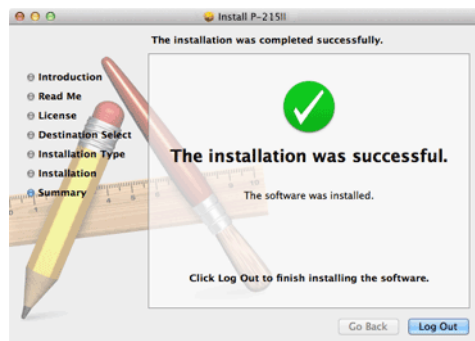 Install P-215II
The installation was completed successfully.
Introduction
Read Me
License
Destination Select
Installation Type
Installation
Summary
The installation was successful.
The software was installed.
Click Log Out to finish installing the software.
Go Back
Log Out